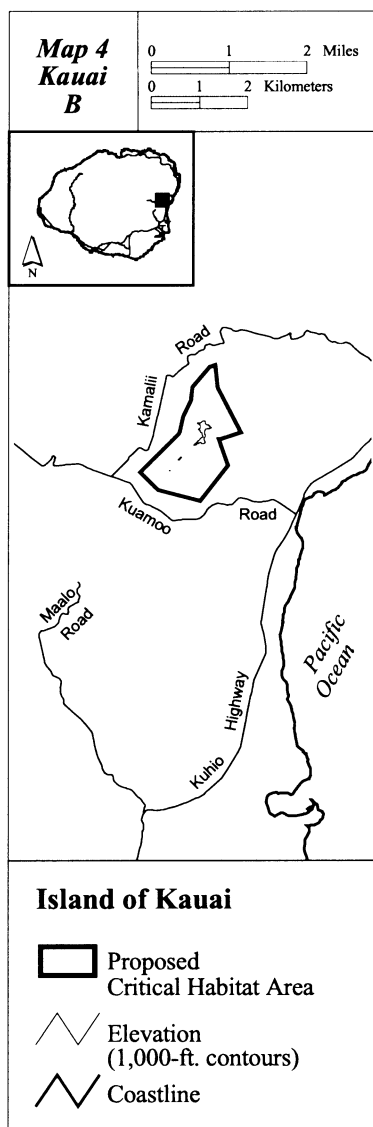 Map 4
Kauai
B
0 1 2 Miles
0 1 2 Kilometers
N
Kamalii Road
Kuamoo Road
Maalo Road
Kuhio Highway
Pacific
Ocean
Island of Kauai
Proposed
Critical Habitat Area
Elevation
(1,000-ft. contours)
Coastline